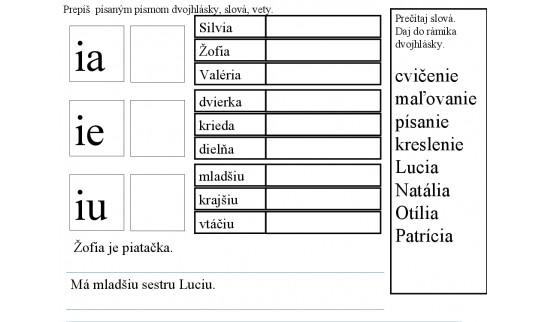 Prepíš písaným písmom dvojhlásky, slová, vety.
ia
Silvia
Žofia
Valéria
ie
dvierka
krieda
dielňa
iu
mladšiu
krajšiu
vtáčiu
Žofia je piatačka.
Má mladšiu sestru Luciu.
Prečítaj slová.
Daj do rámika
dvojhlásky.
cvičenie
maľovanie
písanie
kreslenie
Lucia
Natália
Otília
Patrícia